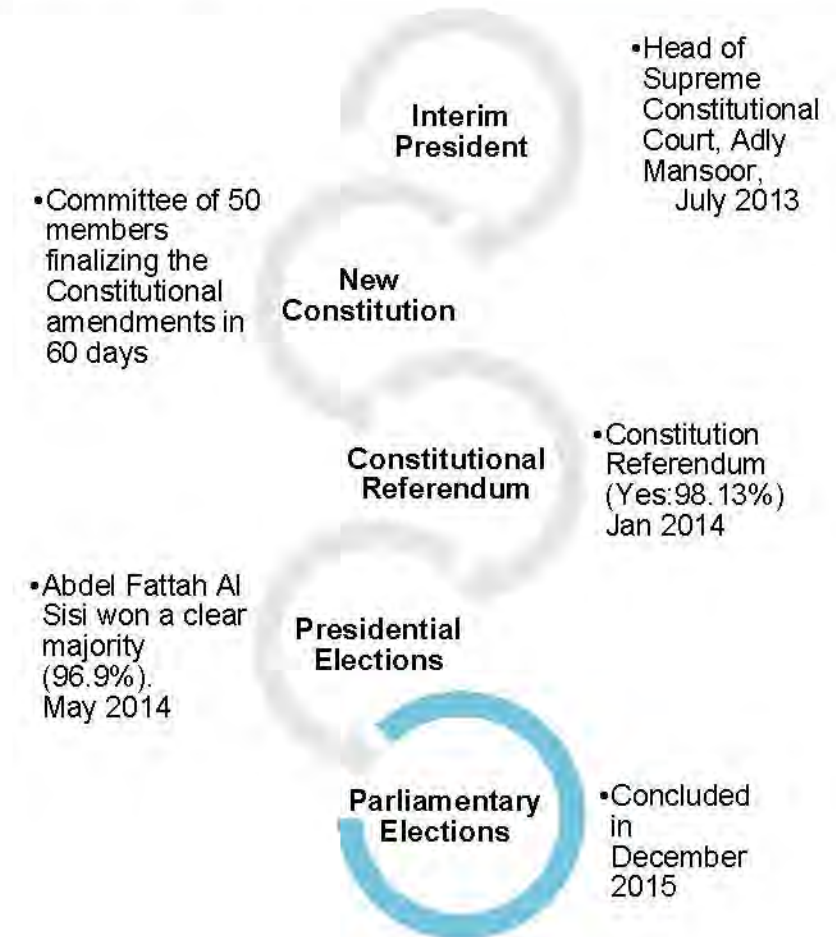 Interim
President
•Head of
Supreme
Constitutional
Court, Adly
Mansoor,
July 2013
•Committee of 50
members
finalizing the
Constitutional
amendments in
60 days
New
Constitution
Constitutional
Referendum
•Constitution
Referendum
(Yes:98.13%)
Jan 2014
•Abdel Fattah Al
Sisi won a clear
majority
(96.9%).
May 2014
Presidential
Elections
Parliamentary
Elections
•Concluded
in
December
2015